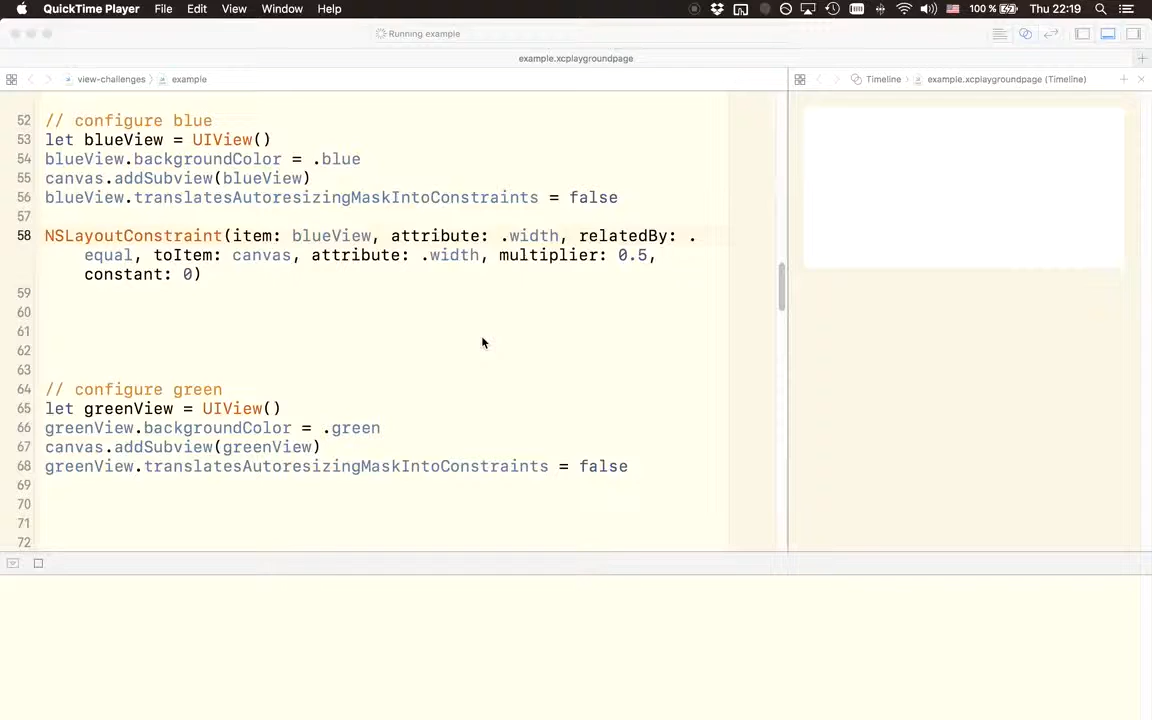 QuickTime Player File Edit View Window Help 100 % Thu 22:19
Running example
example.xcplaygroundpage
view-challenges example Timeline example.xcplaygroundpage (Timeline)
52 // configure blue
53 let blueView = UIView()
54 blueView.backgroundColor = .blue
55 canvas.addSubview(blueView)
56 blueView.translatesAutoresizingMaskIntoConstraints = false
57
58 NSLayoutConstraint(item: blueView, attribute: .width, relatedBy: .
equal, toItem: canvas, attribute: .width, multiplier: 0.5,
constant: 0)
59
60
61
62
63
64 // configure green
65 let greenView = UIView()
66 greenView.backgroundColor = .green
67 canvas.addSubview(greenView)
68 greenView.translatesAutoresizingMaskIntoConstraints = false
69
70
71
72